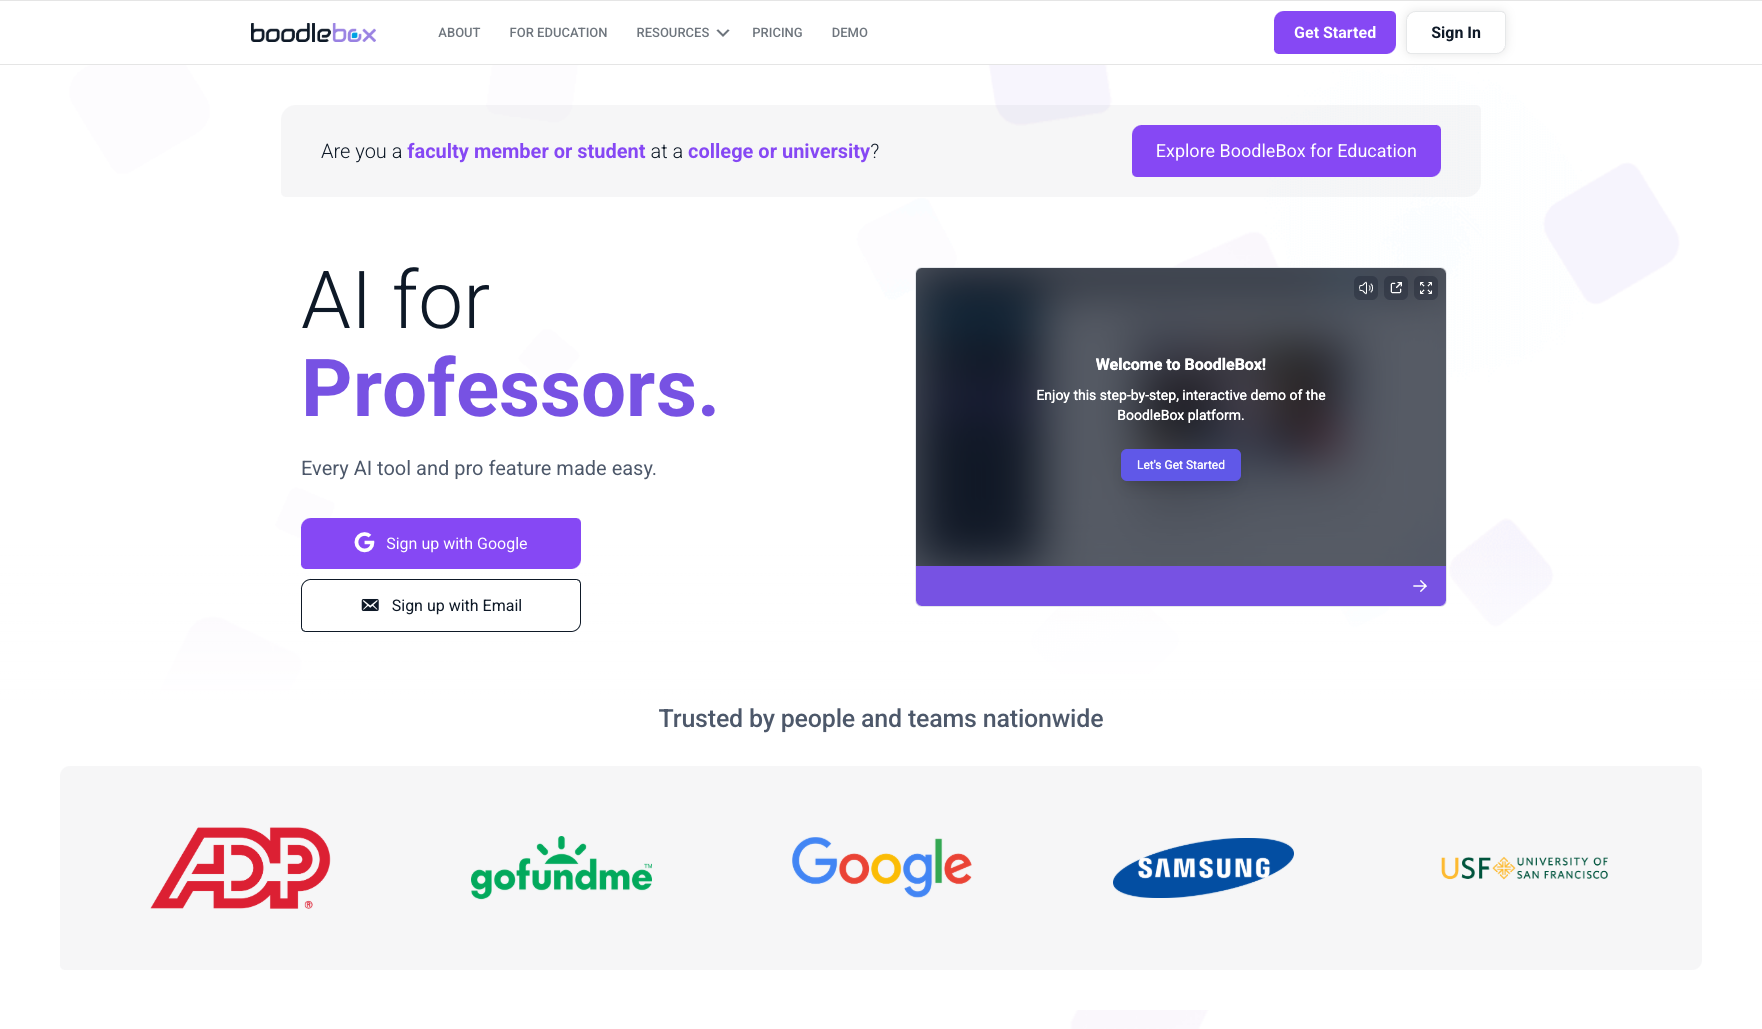 boodlebox
ABOUT
FOR EDUCATION
RESOURCES
PRICING
DEMO
Get Started
Sign In
Are you a faculty member or student at a college or university?
Explore BoodleBox for Education
AI for
Professors.
Every AI tool and pro feature made easy.
Sign up with Google
Sign up with Email
Welcome to BoodleBox!
Enjoy this step-by-step, interactive demo of the
BoodleBox platform.
Let's Get Started
Trusted by people and teams nationwide
ADP®
gofundme™
Google
SAMSUNG
USF UNIVERSITY OF
SAN FRANCISCO